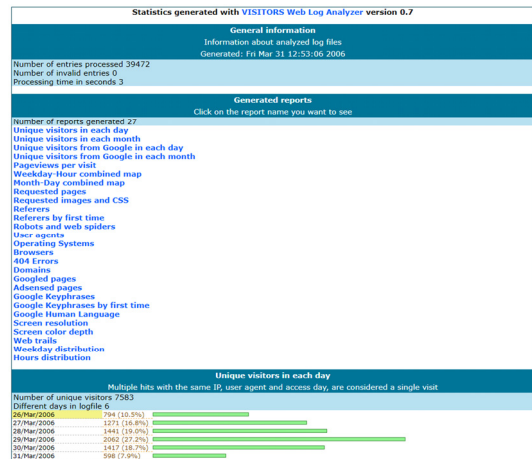 Statistics generated with VISITORS Web Log Analyzer version 0.7
General information
Information about analyzed log files
Generated: Fri Mar 31 12:53:06 2006
Number of entries processed 39472
Number of invalid entries 0
Processing time in seconds 3
Generated reports
Click on the report name you want to see
Number of reports generated 27
Unique visitors in each day
Unique visitors in each month
Unique visitors from Google in each day
Unique visitors from Google in each month
Pageviews per visit
Weekday-Hour combined map
Month-Day combined map
Requested pages
Requested images and CSS
Referers
Referers by first time
Robots and web spiders
User agents
Operating Systems
Browsers
404 Errors
Domains
Googled pages
Adsensed pages
Google Keyphrases
Google Keyphrases by first time
Google Human Language
Screen resolution
Screen color depth
Web trails
Weekday distribution
Hours distribution
Unique visitors in each day
Multiple hits with the same IP, user agent and access day, are considered a single visit
Number of unique visitors 7583
Different days in logfile 6
26/Mar/2006 794 (10.5%)
27/Mar/2006 1271 (16.8%)
28/Mar/2006 1441 (19.0%)
29/Mar/2006 2062 (27.2%)
30/Mar/2006 1417 (18.7%)
31/Mar/2006 598 (7.9%)